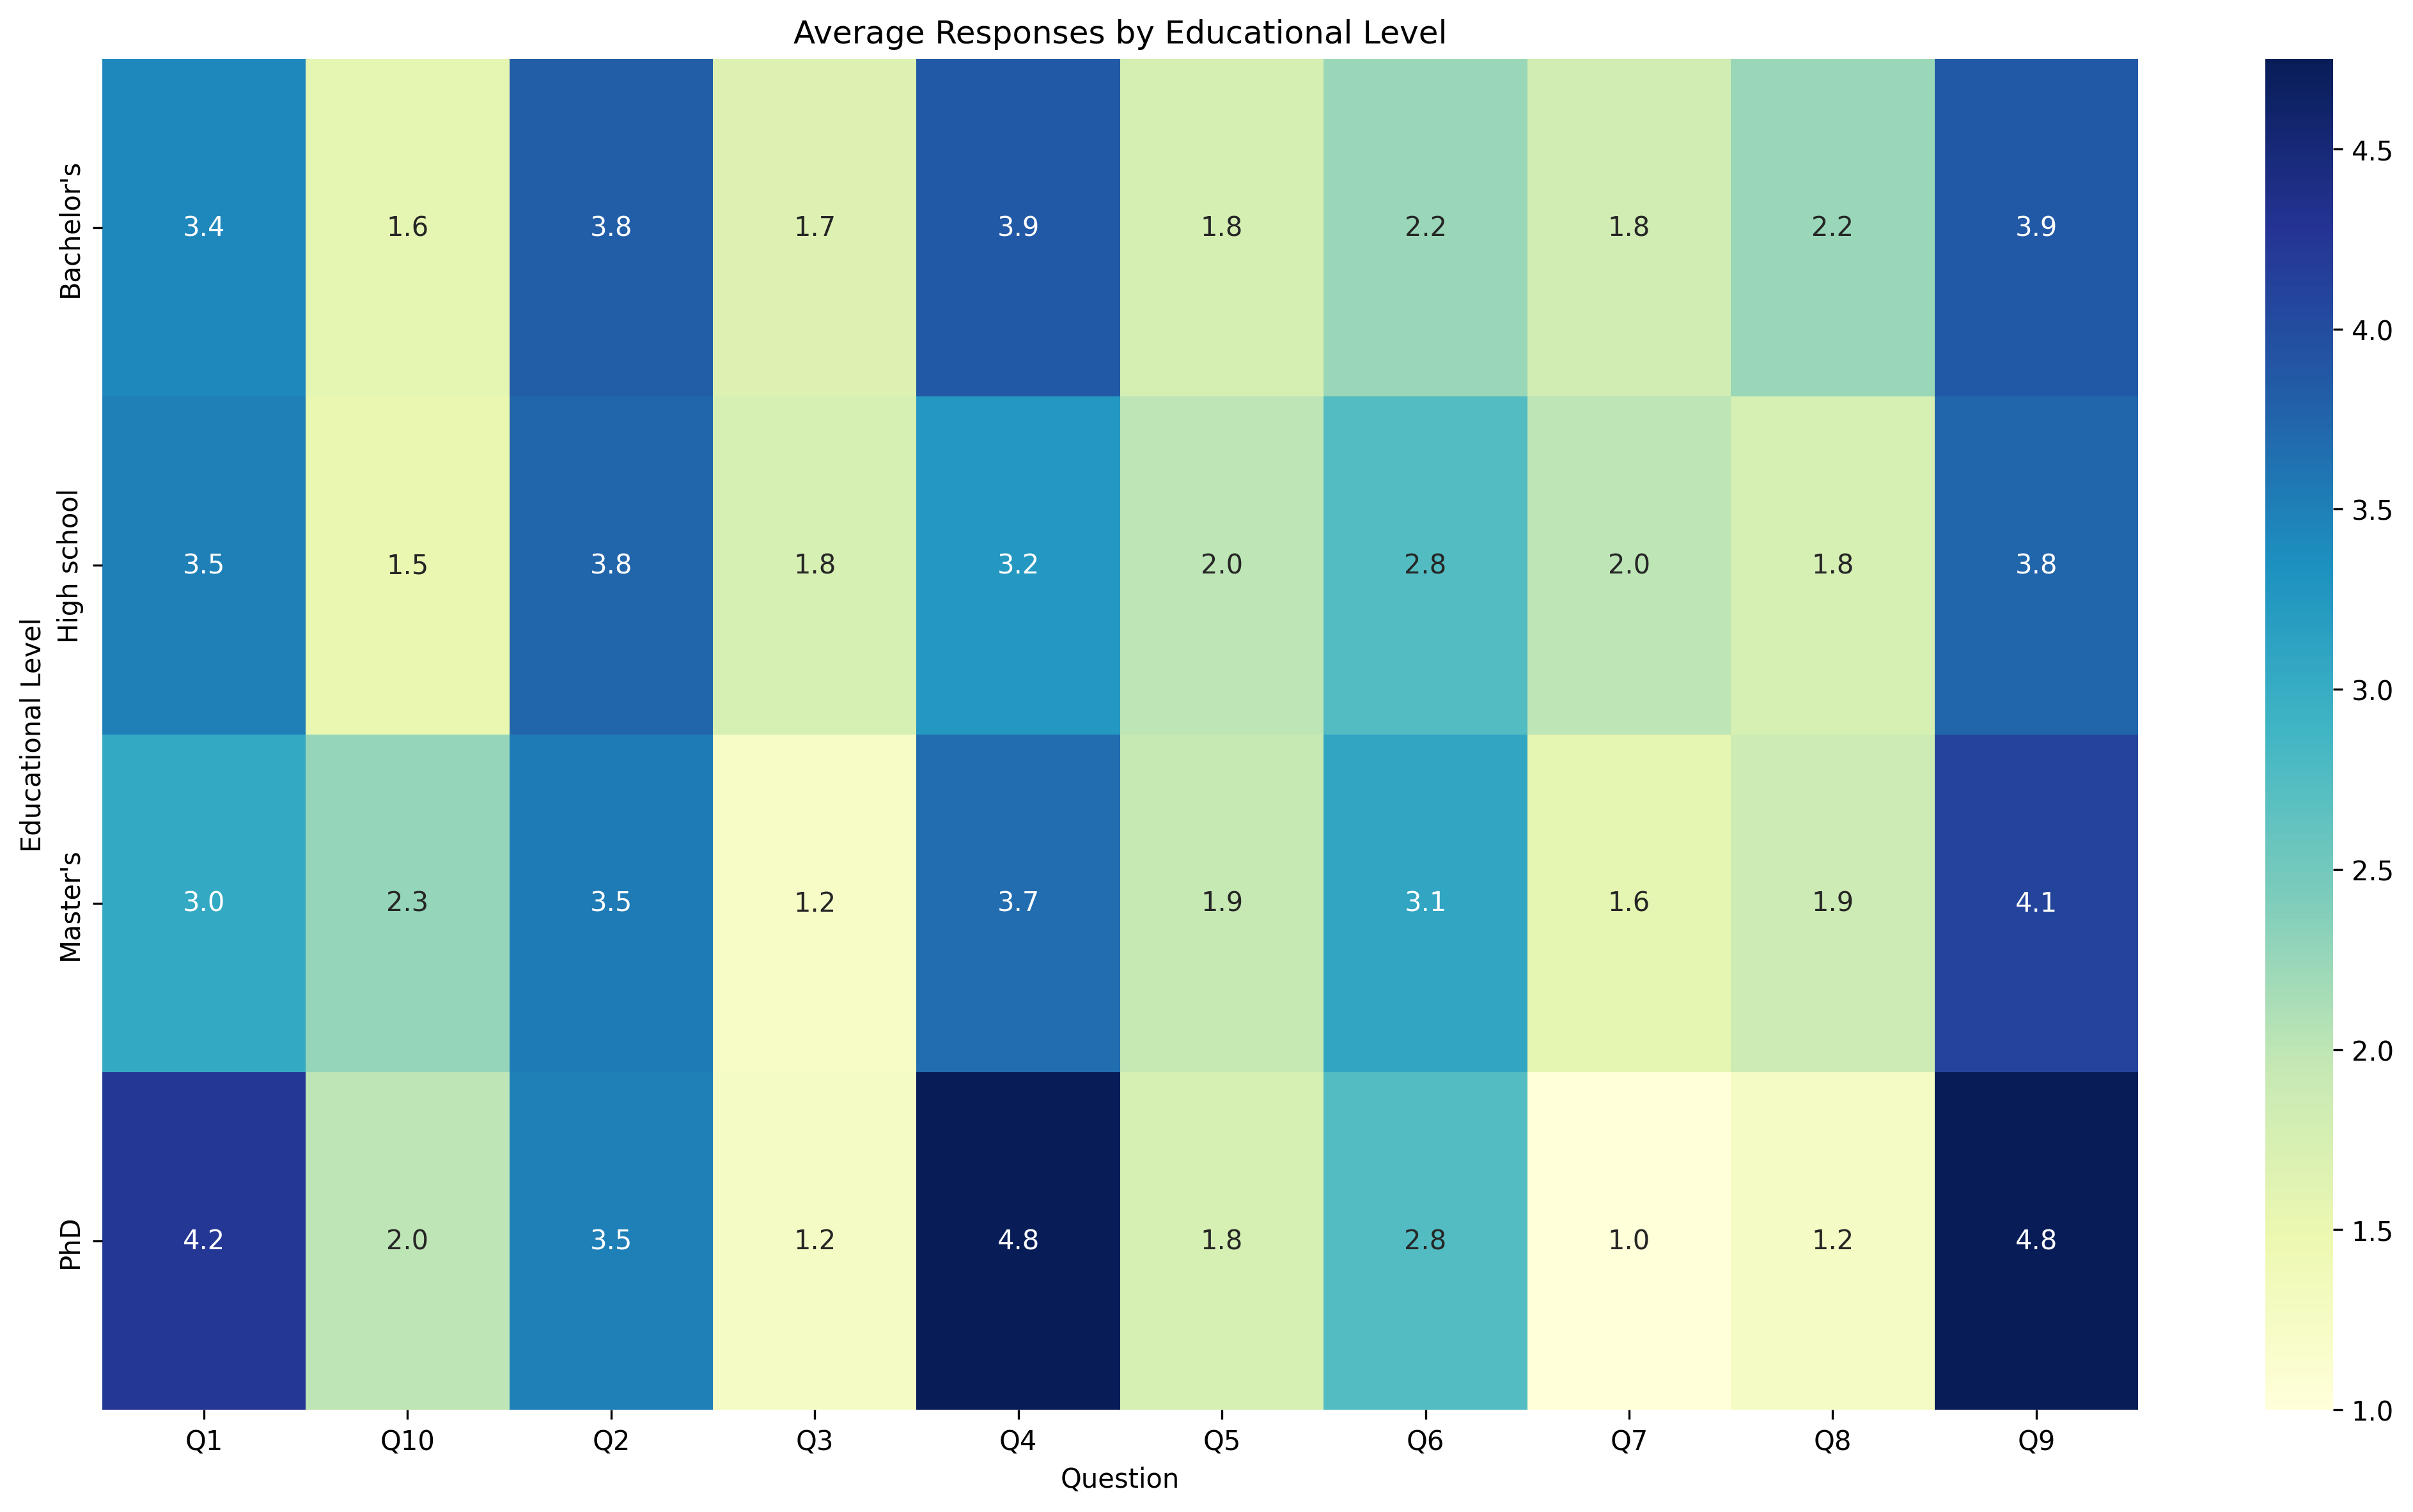 Average Responses by Educational Level
Educational Level
Bachelor's
3.4 1.6 3.8 1.7 3.9 1.8 2.2 1.8 2.2 3.9
High school
3.5 1.5 3.8 1.8 3.2 2.0 2.8 2.0 1.8 3.8
Master's
3.0 2.3 3.5 1.2 3.7 1.9 3.1 1.6 1.9 4.1
PhD
4.2 2.0 3.5 1.2 4.8 1.8 2.8 1.0 1.2 4.8
Q1 Q10 Q2 Q3 Q4 Q5 Q6 Q7 Q8 Q9
Question
4.5
4.0
3.5
3.0
2.5
2.0
1.5
1.0